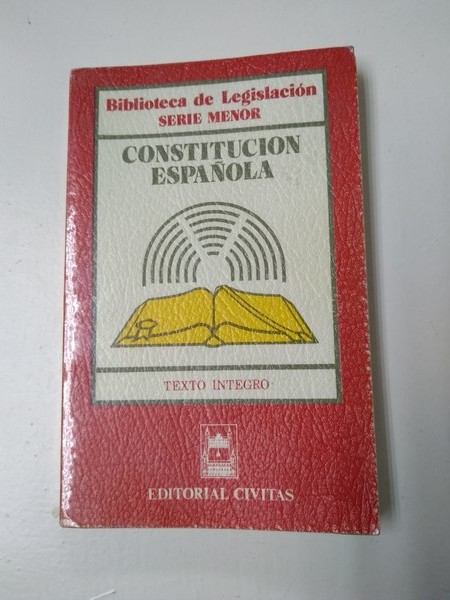 Biblioteca de Legislación
SERIE MENOR
CONSTITUCION
ESPAÑOLA
TEXTO INTEGRO
EDITORIAL CIVITAS